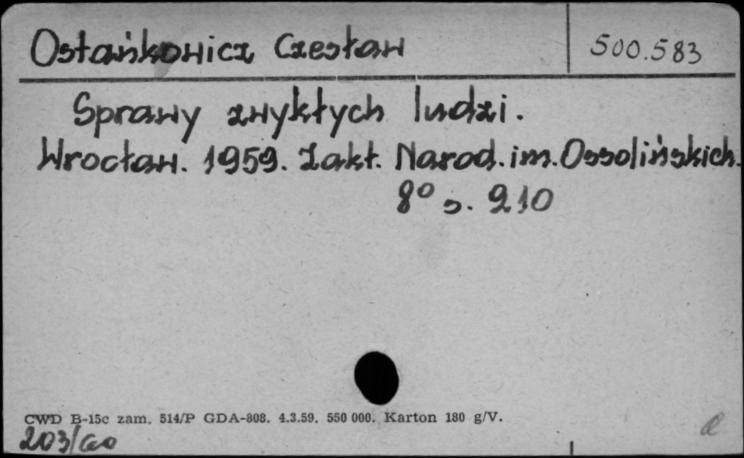 Ostańkowicz Czesław 500.583
Sprawy zwykłych ludzi.
Wrocław. 1959. Zakł. Narod. im. Ossolińskich.
8° s. 210
CWD B-15c zam. 514/P GDA-808. 4.3.59. 550 000. Karton 180 g/V.
203/60